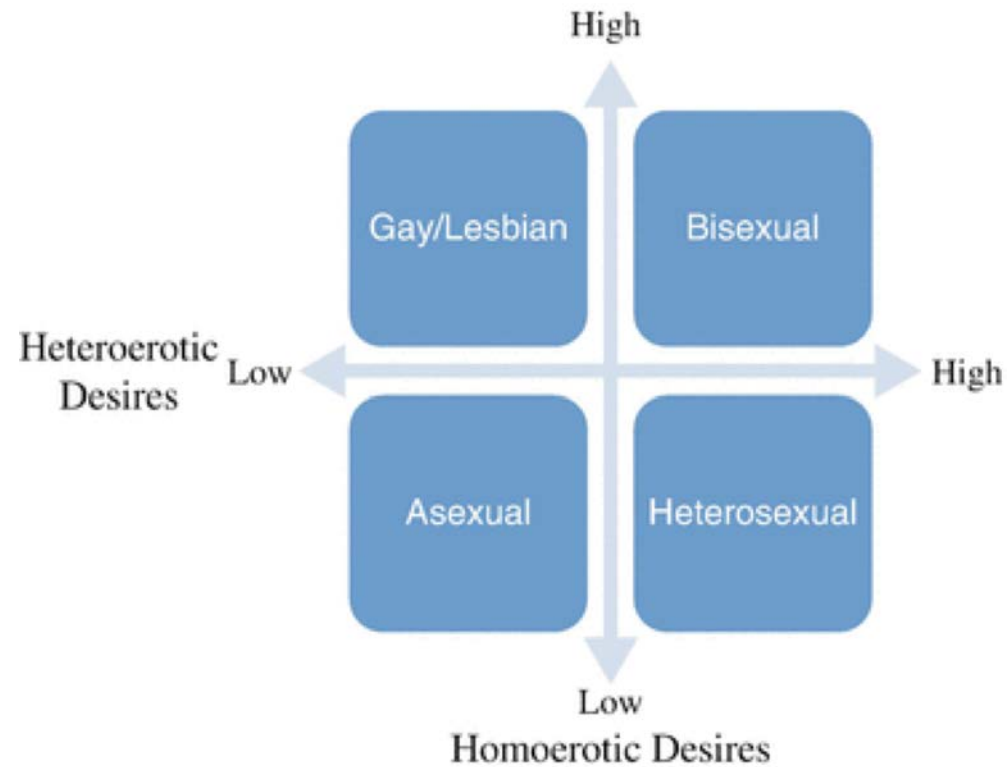 High
Gay/Lesbian
Bisexual
Heteroerotic
Desires
Low
High
Asexual
Heterosexual
Low
Homoerotic Desires